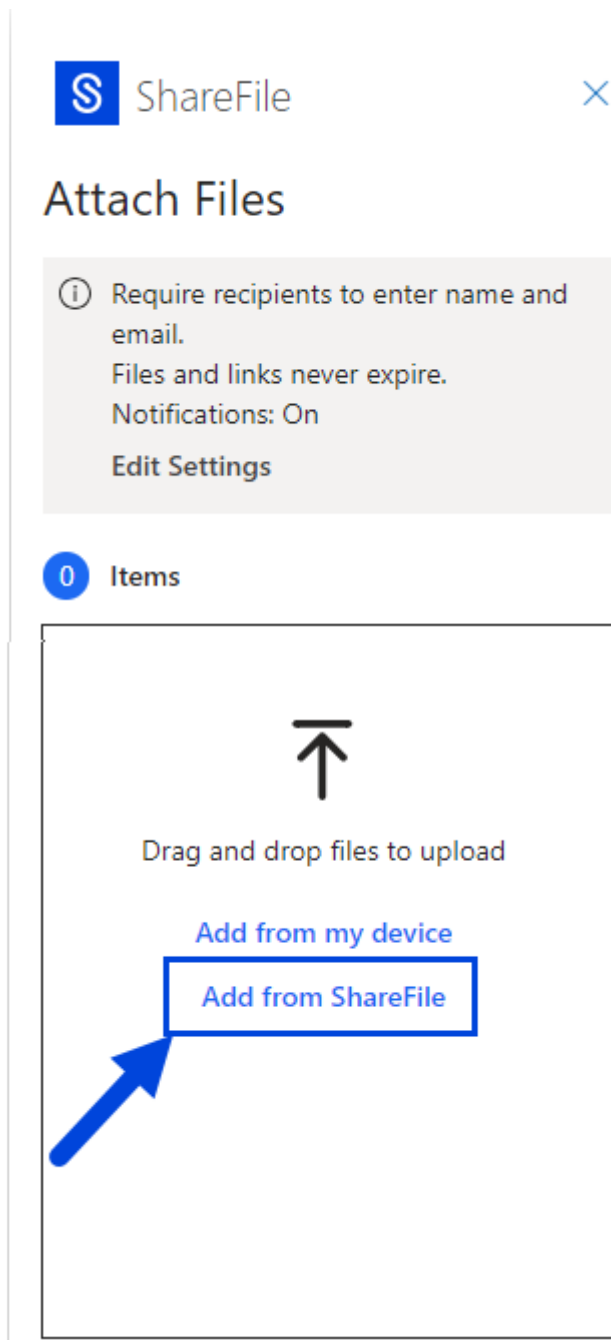 ShareFile
Attach Files
Require recipients to enter name and
email.
Files and links never expire.
Notifications: On
Edit Settings
0 Items
Drag and drop files to upload
Add from my device
Add from ShareFile